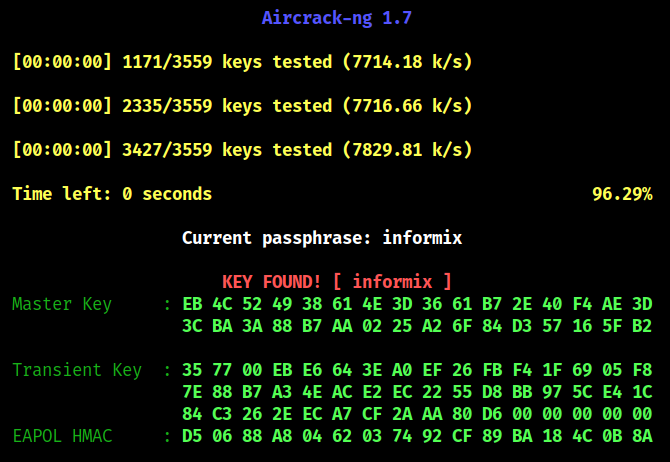 Aircrack-ng 1.7
[00:00:00] 1171/3559 keys tested (7714.18 k/s)
[00:00:00] 2335/3559 keys tested (7716.66 k/s)
[00:00:00] 3427/3559 keys tested (7829.81 k/s)
Time left: 0 seconds 96.29%
Current passphrase: informix
KEY FOUND! [ informix ]
Master Key : EB 4C 52 49 38 61 4E 3D 36 61 B7 2E 40 F4 AE 3D
3C BA 3A 88 B7 AA 02 25 A2 6F 84 D3 57 16 5F B2
Transient Key : 35 77 00 EB E6 64 3E A0 EF 26 FB F4 1F 69 05 F8
7E 88 B7 A3 4E AC E2 EC 22 55 D8 BB 97 5C E4 1C
84 C3 26 2E EC A7 CF 2A AA 80 D6 00 00 00 00 00
EAPOL HMAC : D5 06 88 A8 04 62 03 74 92 CF 89 BA 18 4C 0B 8A